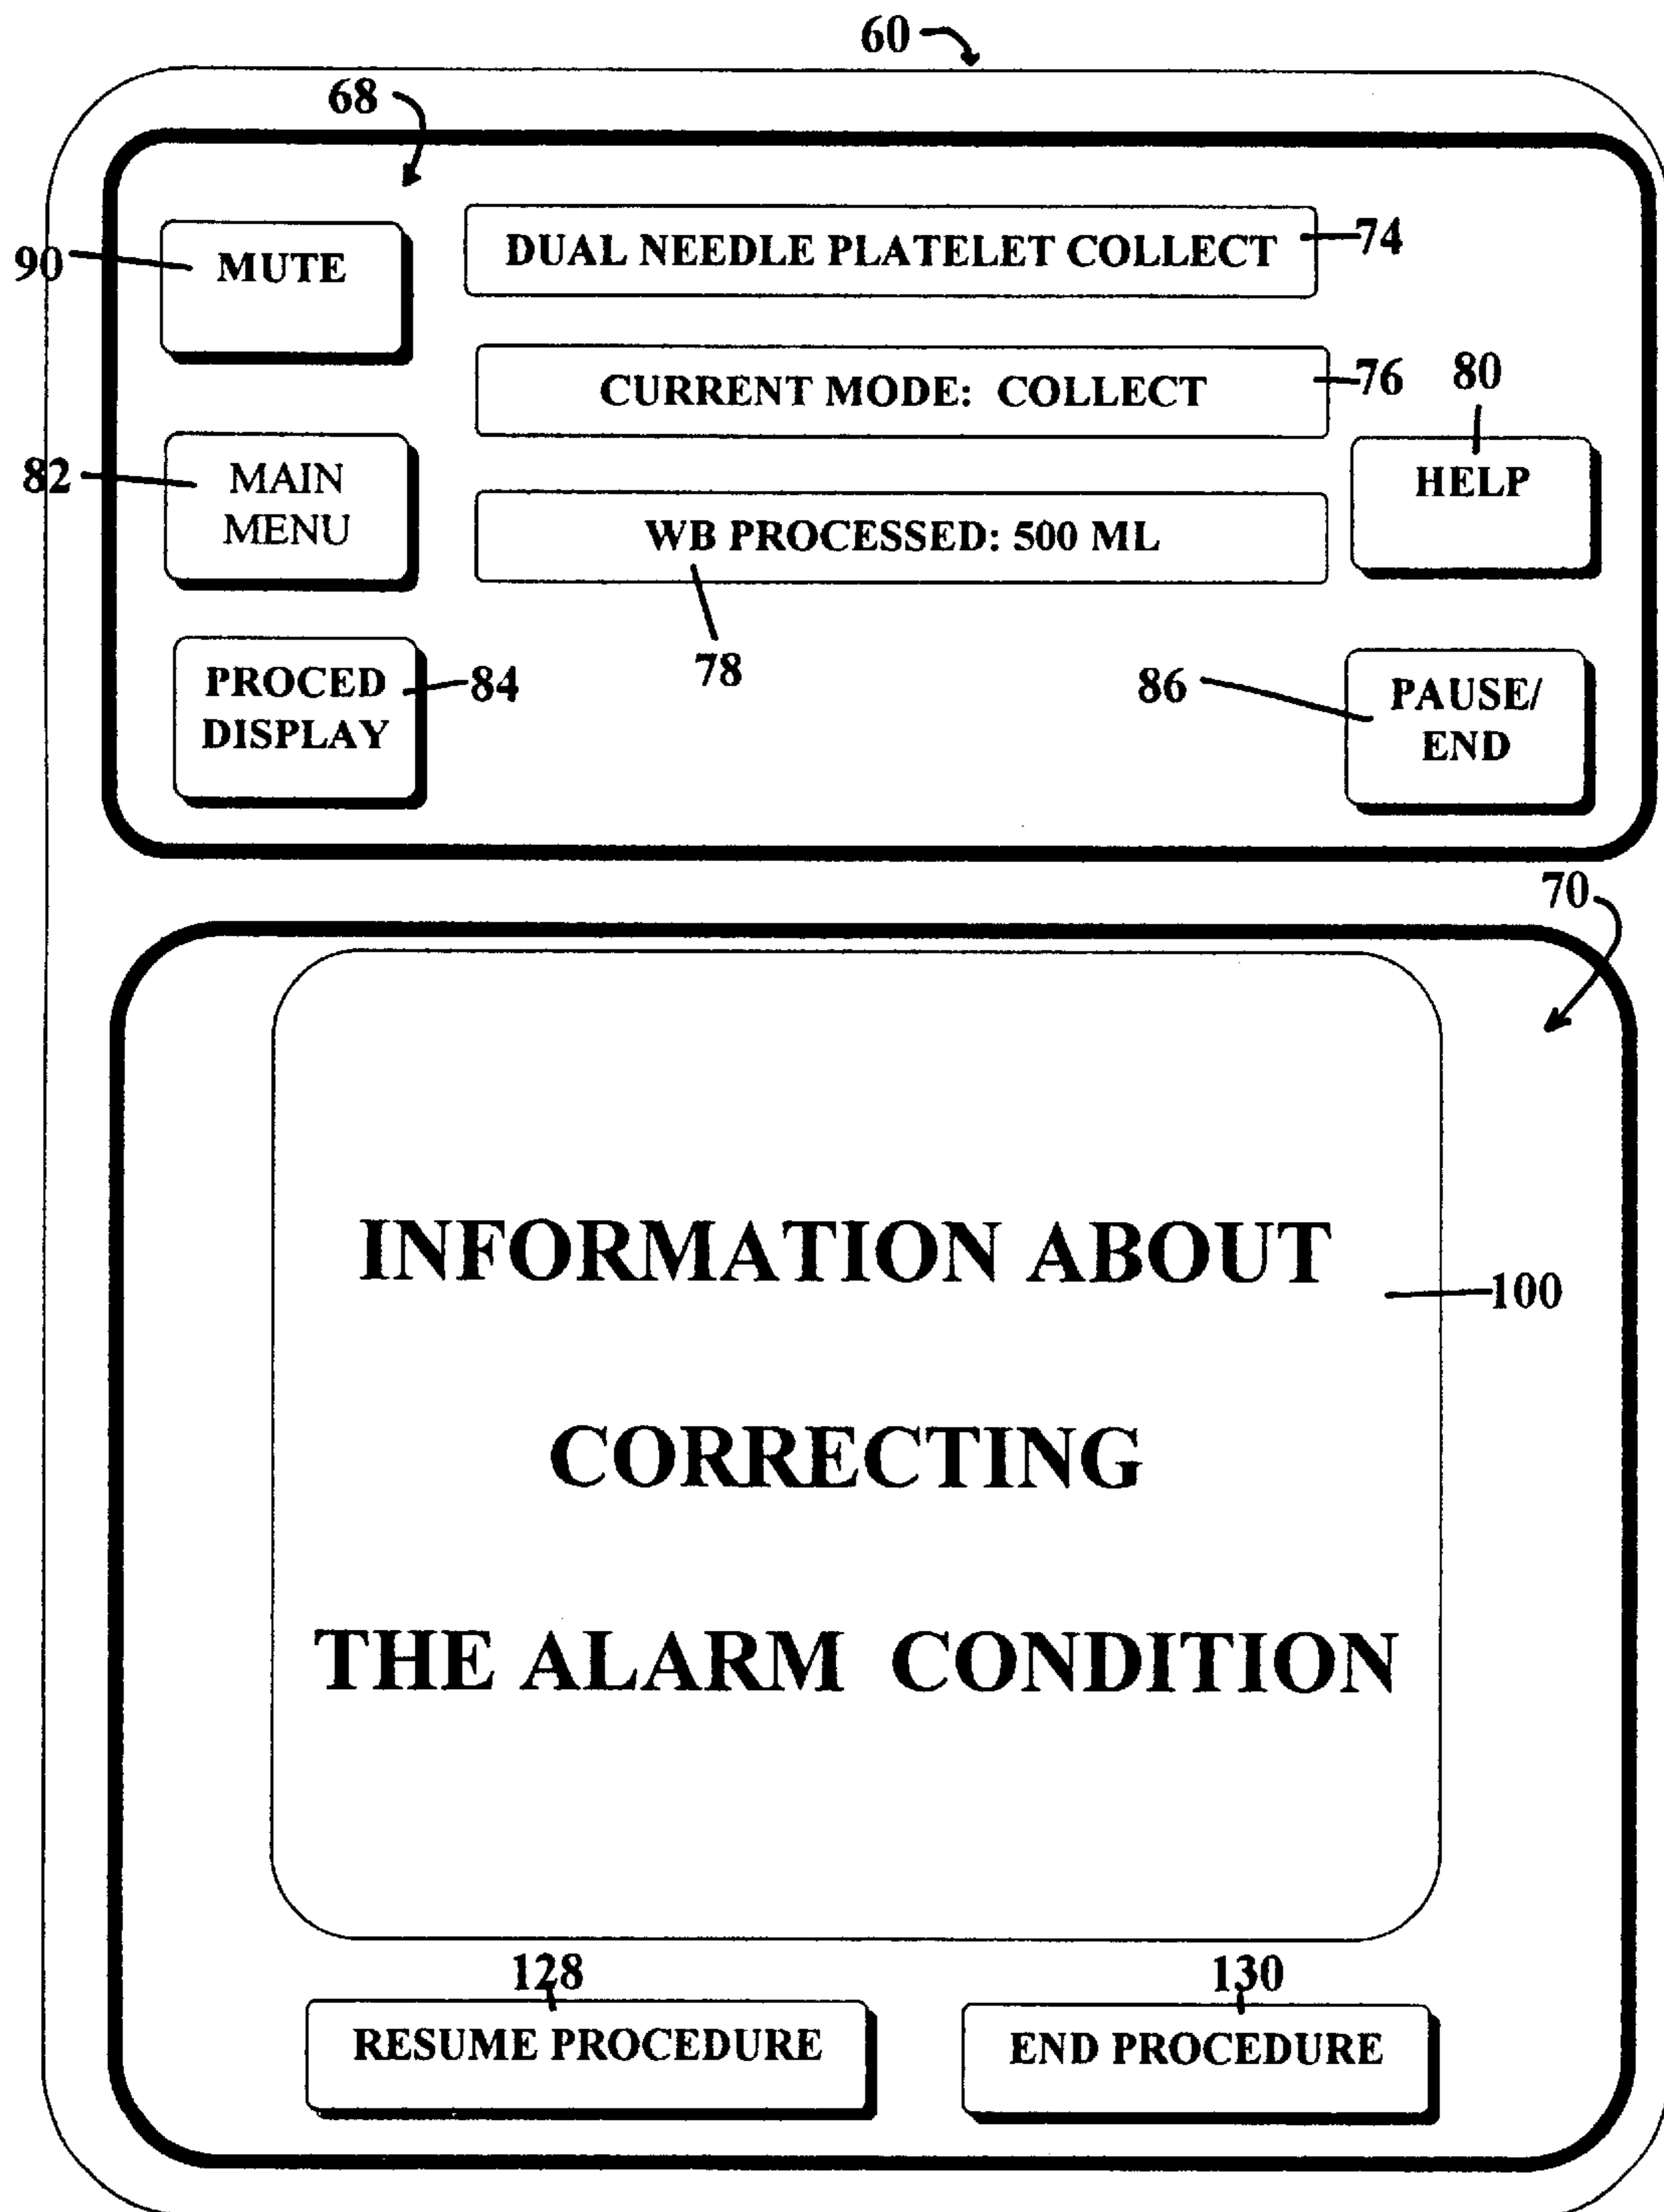 60
68
90
MUTE
DUAL NEEDLE PLATELET COLLECT
74
CURRENT MODE: COLLECT
76
80
82
MAIN
MENU
WB PROCESSED: 500 ML
HELP
78
PROCED
DISPLAY
84
86
PAUSE/
END
70
INFORMATION ABOUT
100
CORRECTING
THE ALARM CONDITION
128
130
RESUME PROCEDURE
END PROCEDURE